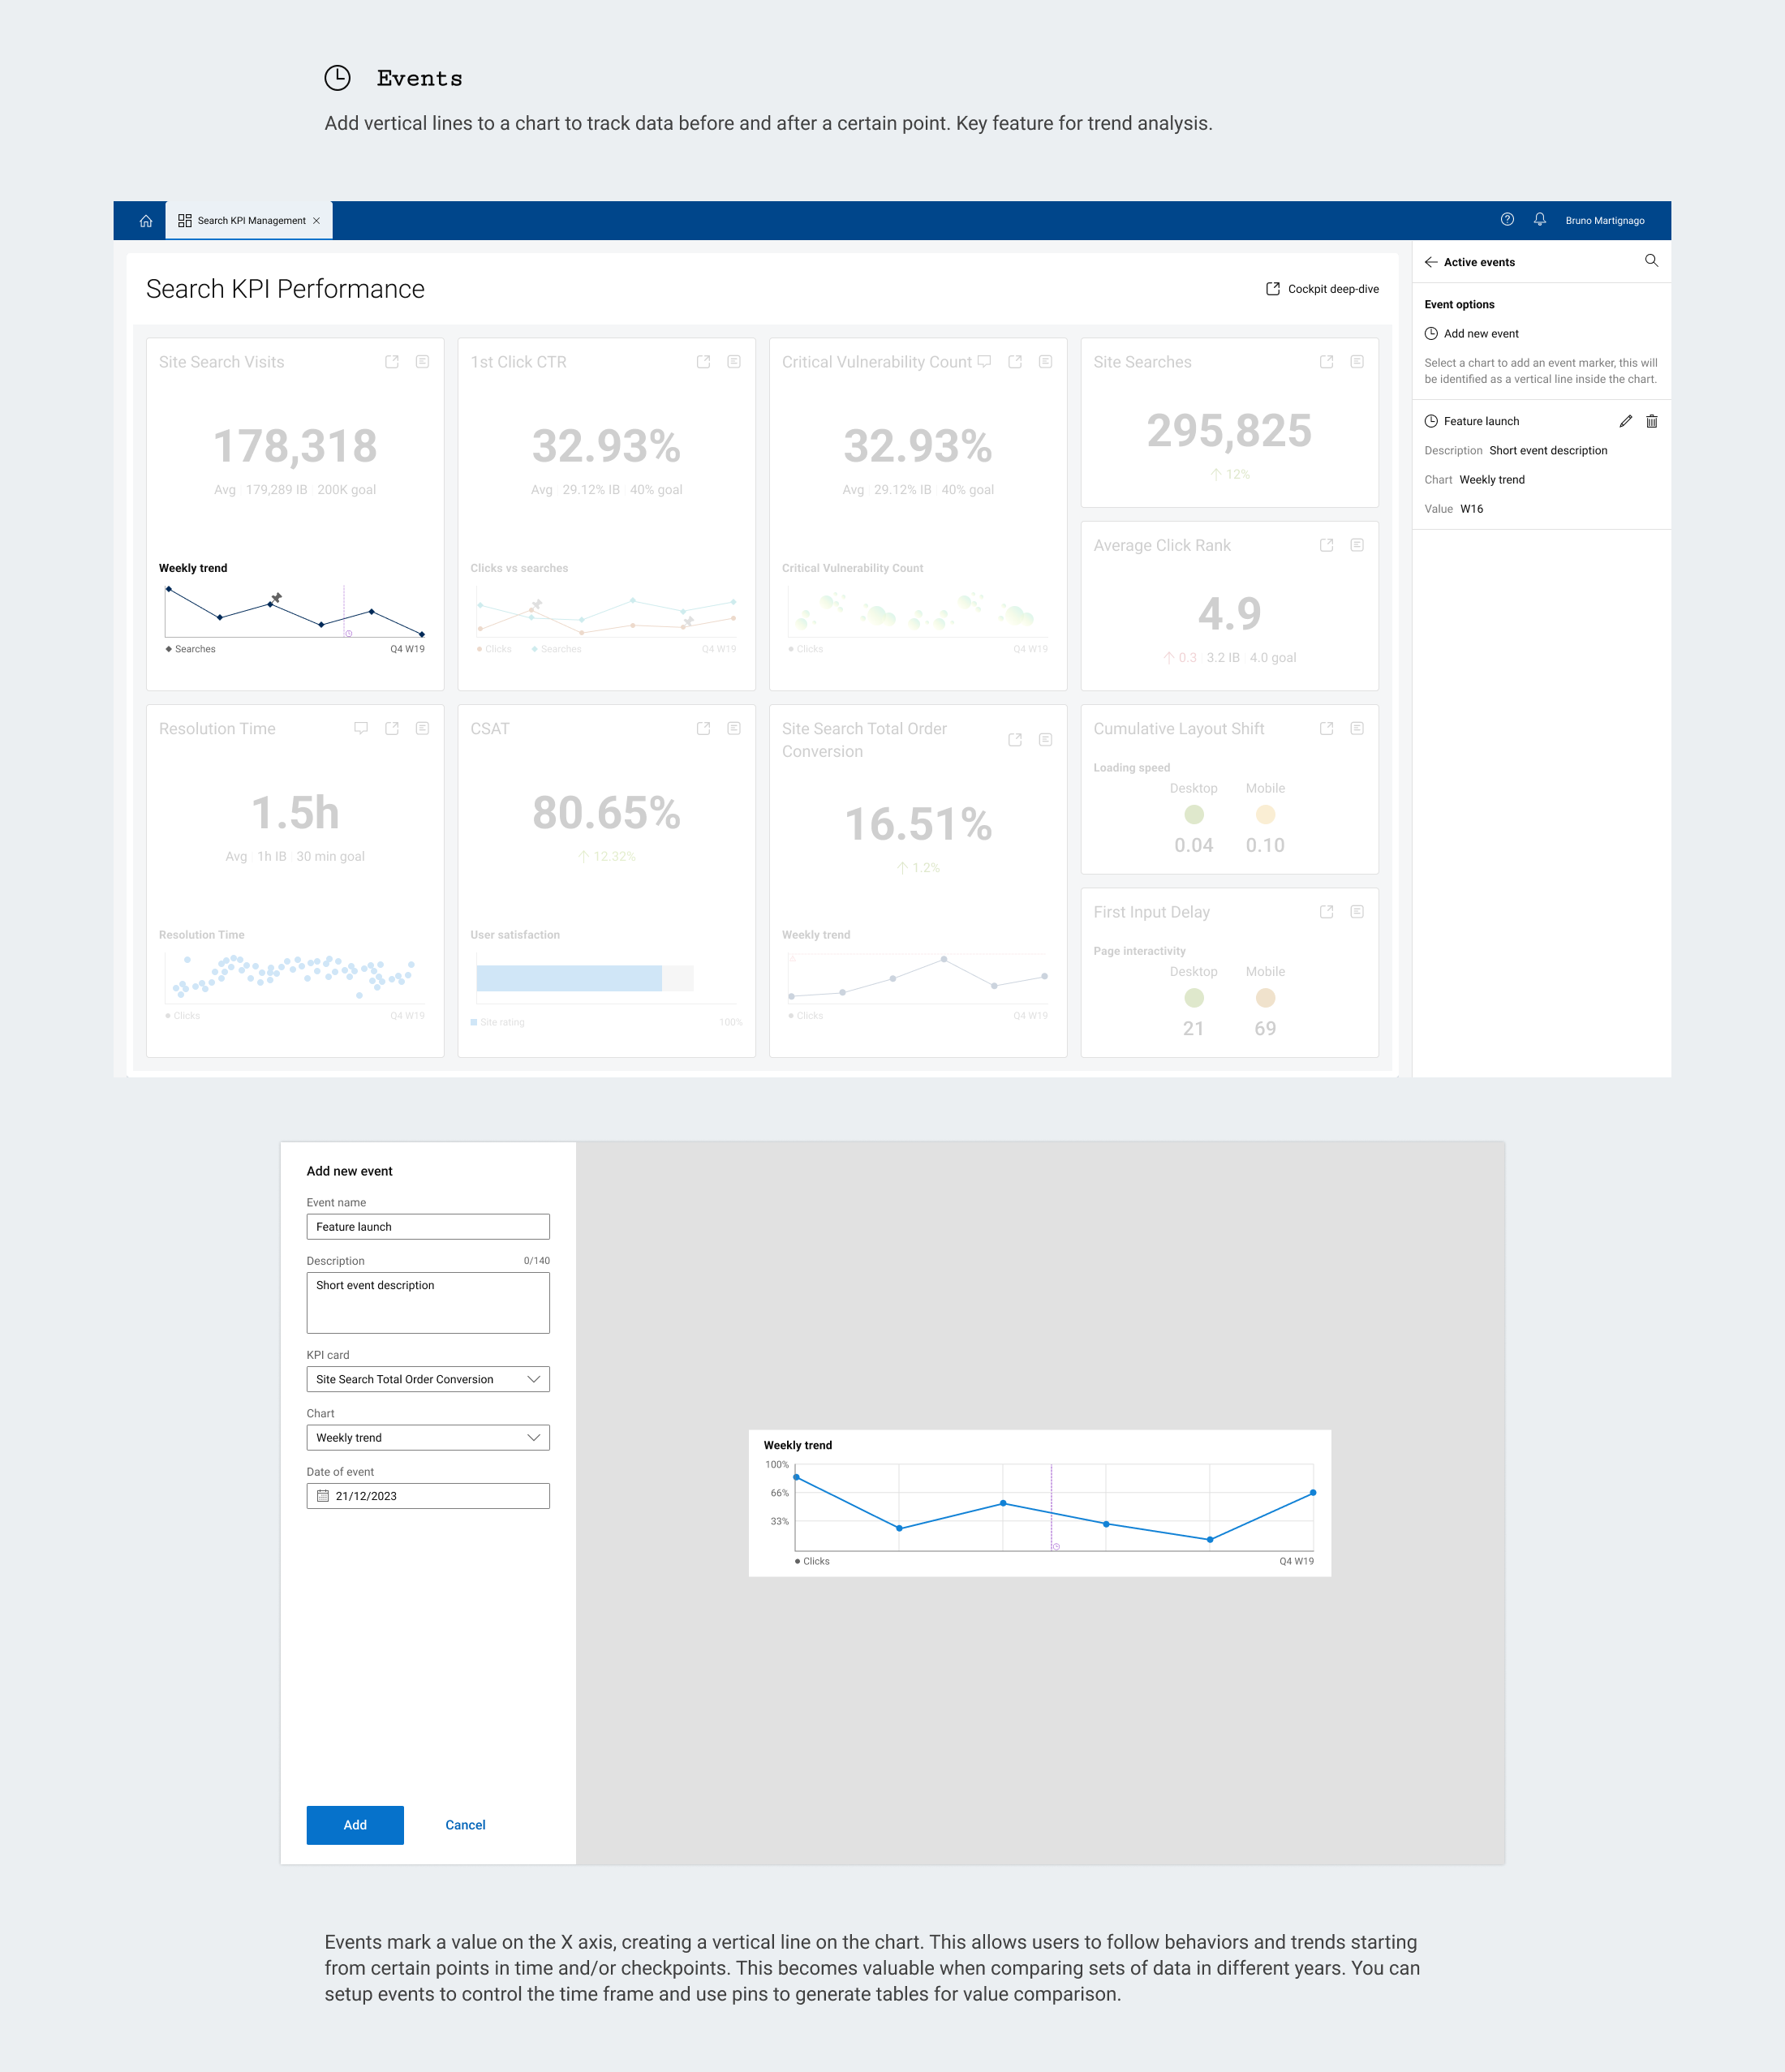 Events
Add vertical lines to a chart to track data before and after a certain point. Key feature for trend analysis.
Search KPI Management
Bruno Martignago
Search KPI Performance
Cockpit deep-dive
Site Search Visits
178,318
Avg 179,289 IB 200K goal
Weekly trend
Searches
Q4 W19
1st Click CTR
32.93%
Avg 29.12% IB 40% goal
Clicks vs searches
Clicks
Searches
Q4 W19
Critical Vulnerability Count
32.93%
Avg 29.12% IB 40% goal
Critical Vulnerability Count
Clicks
Q4 W19
Site Searches
295,825
12%
Average Click Rank
4.9
0.3 3.2 IB 4.0 goal
Resolution Time
1.5h
Avg 1h IB 30 min goal
Resolution Time
Clicks
Q4 W19
CSAT
80.65%
12.32%
User satisfaction
Site rating
100%
Site Search Total Order
Conversion
16.51%
1.2%
Weekly trend
Clicks
Q4 W19
Cumulative Layout Shift
Loading speed
Desktop Mobile
0.04 0.10
First Input Delay
Page interactivity
Desktop Mobile
21 69
Active events
Event options
Add new event
Select a chart to add an event marker, this will
be identified as a vertical line inside the chart.
Feature launch
Description Short event description
Chart Weekly trend
Value W16
Add new event
Event name
Feature launch
Description 0/140
Short event description
KPI card
Site Search Total Order Conversion
Chart
Weekly trend
Date of event
21/12/2023
Add
Cancel
Weekly trend
100%
66%
33%
Clicks
Q4 W19
Events mark a value on the X axis, creating a vertical line on the chart. This allows users to follow behaviors and trends starting
from certain points in time and/or checkpoints. This becomes valuable when comparing sets of data in different years. You can
setup events to control the time frame and use pins to generate tables for value comparison.